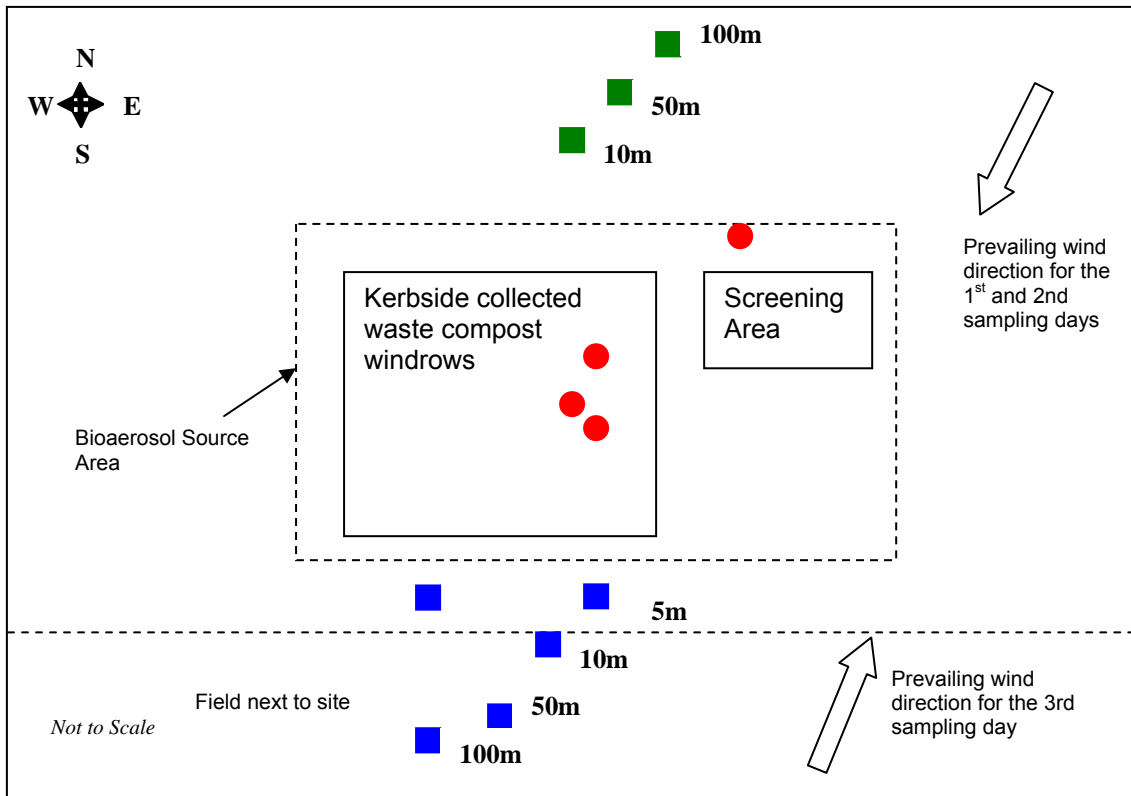 100m
N
50m
W E
S
10m
Prevailing wind
direction for the
1st and 2nd
sampling days
Kerbside collected
waste compost
windrows
Screening
Area
Bioaerosol Source
Area
5m
10m
Field next to site
50m
Not to Scale
100m
Prevailing wind
direction for the 3rd
sampling day